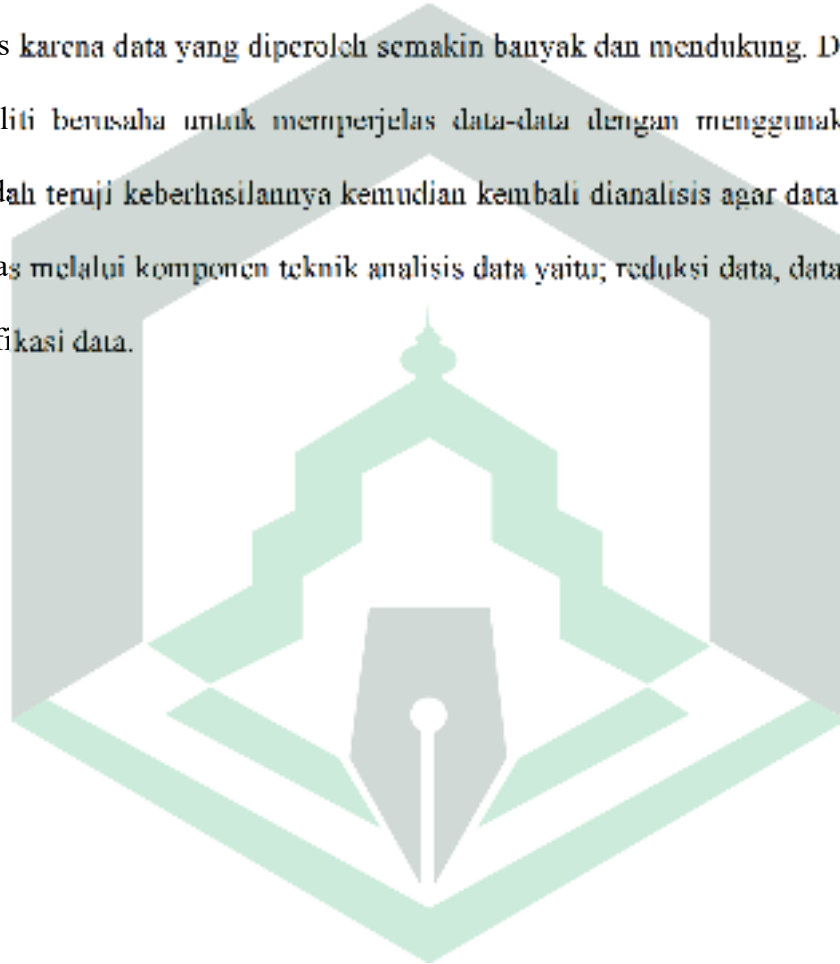 s karena data yang diperoleh semakin banyak dan mendukung. D
liti berusaha untuk memperjelas data-data dengan menggunak
lah teruji keberhasilannya kemudian kembali dianalisis agar data
as melalui komponen teknik analisis data yaitu; reduksi data, data
fikasi data.